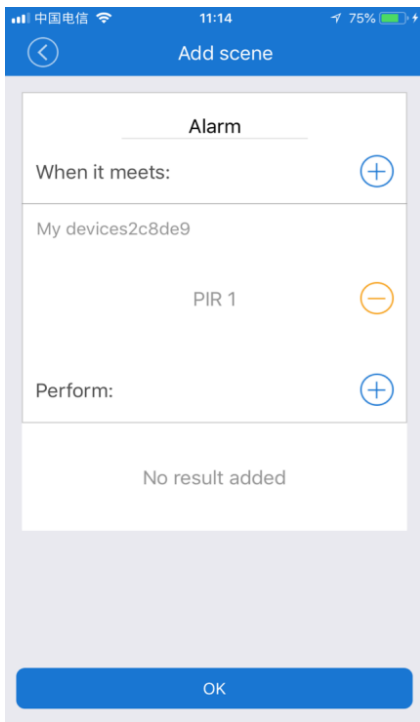 中国电信 11:14 75%
Add scene
Alarm
When it meets:
My devices2c8de9
PIR 1
Perform:
No result added
OK